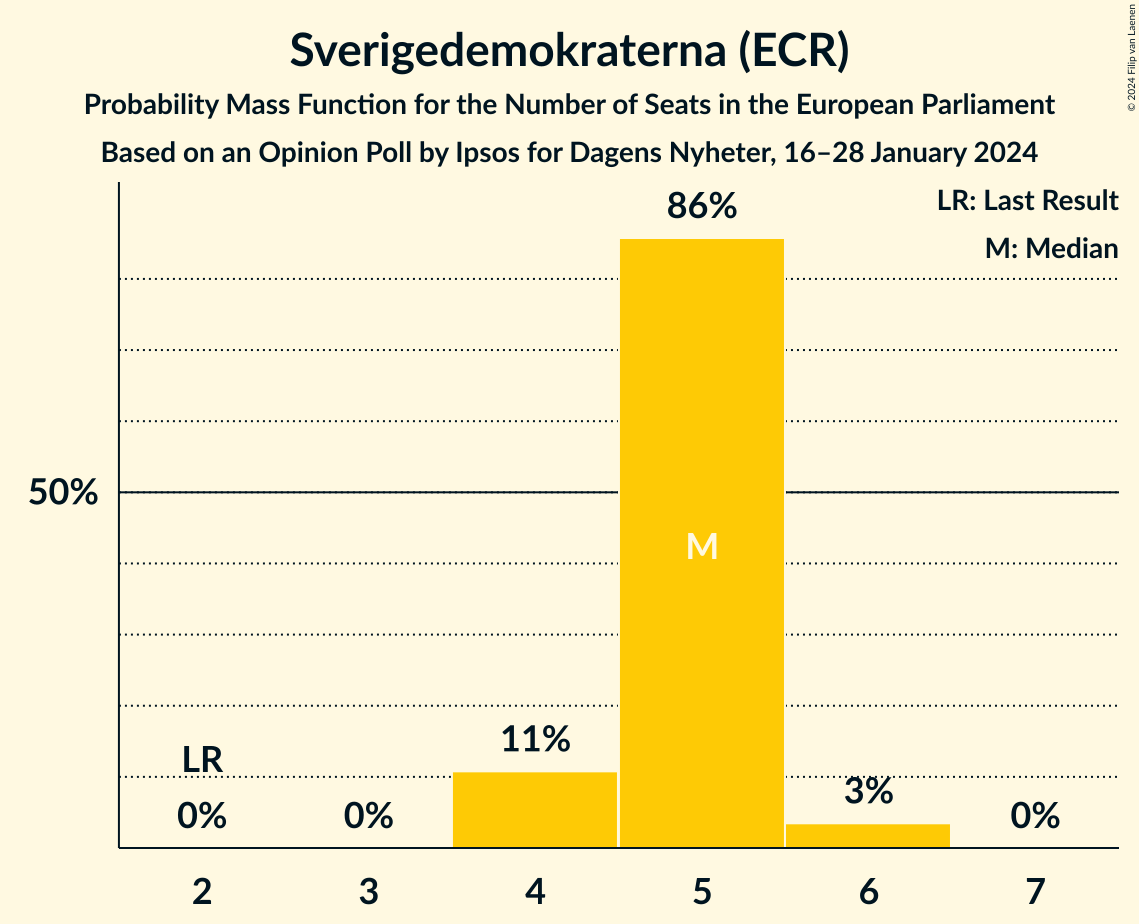 Sverigedemokraterna (ECR)
Probability Mass Function for the Number of Seats in the European Parliament
Based on an Opinion Poll by Ipsos for Dagens Nyheter, 16–28 January 2024
© 2024 Filip van Laenen
LR: Last Result
M: Median
86%
50%
M
11%
LR
3%
0%
0%
0%
2 3 4 5 6 7